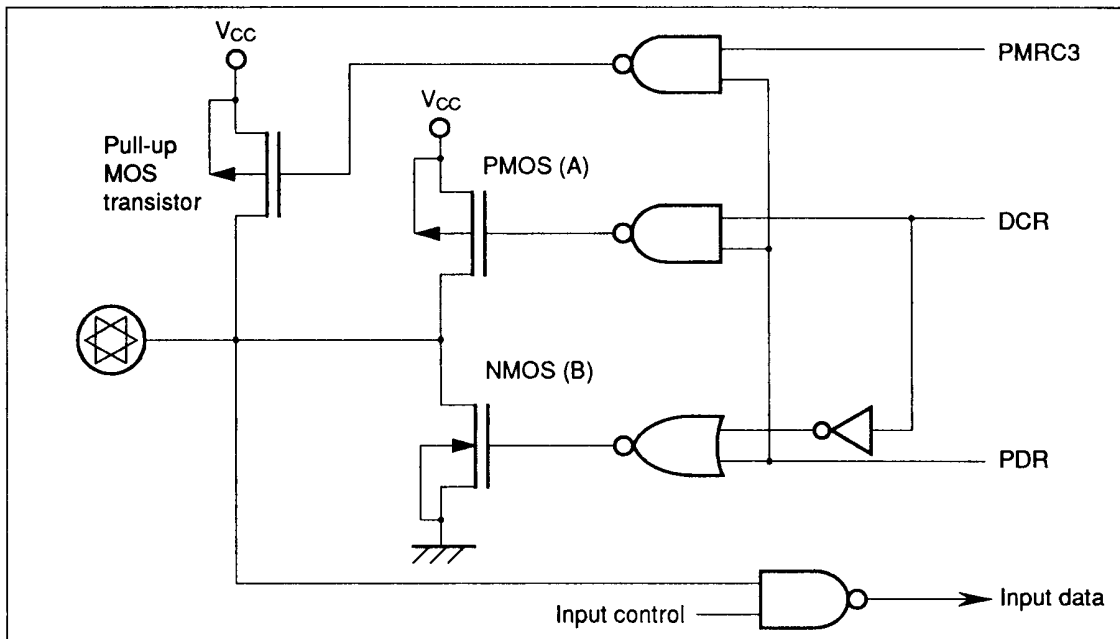 VCC
PMRC3
VCC
Pull-up
MOS
transistor
PMOS (A)
DCR
NMOS (B)
PDR
Input control
Input data